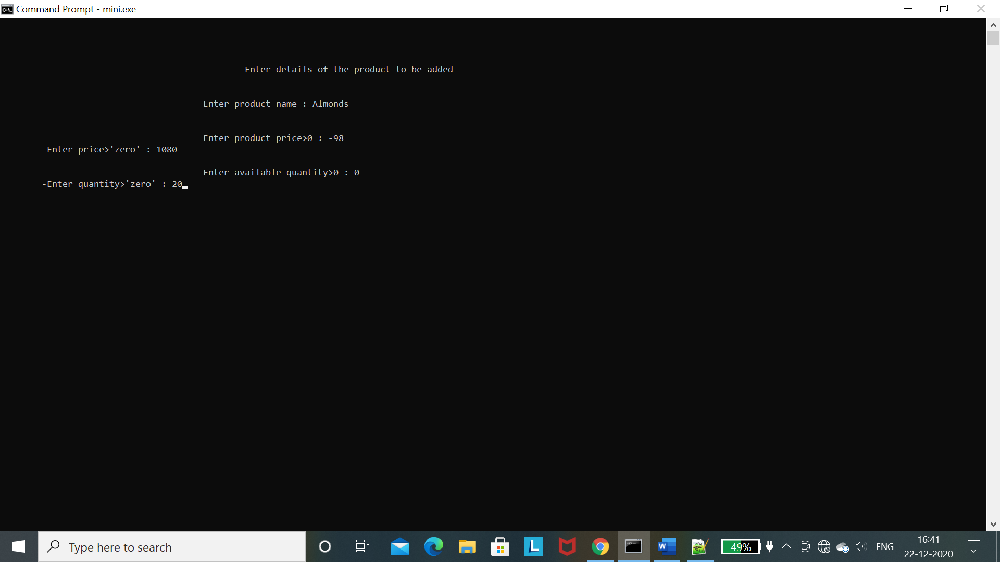 Command Prompt - mini.exe
--------Enter details of the product to be added--------
Enter product name : Almonds
Enter product price>0 : -98
-Enter price>'zero' : 1080
Enter available quantity>0 : 0
-Enter quantity>'zero' : 20
Type here to search
L
W
49%
ENG
16:41
22-12-2020